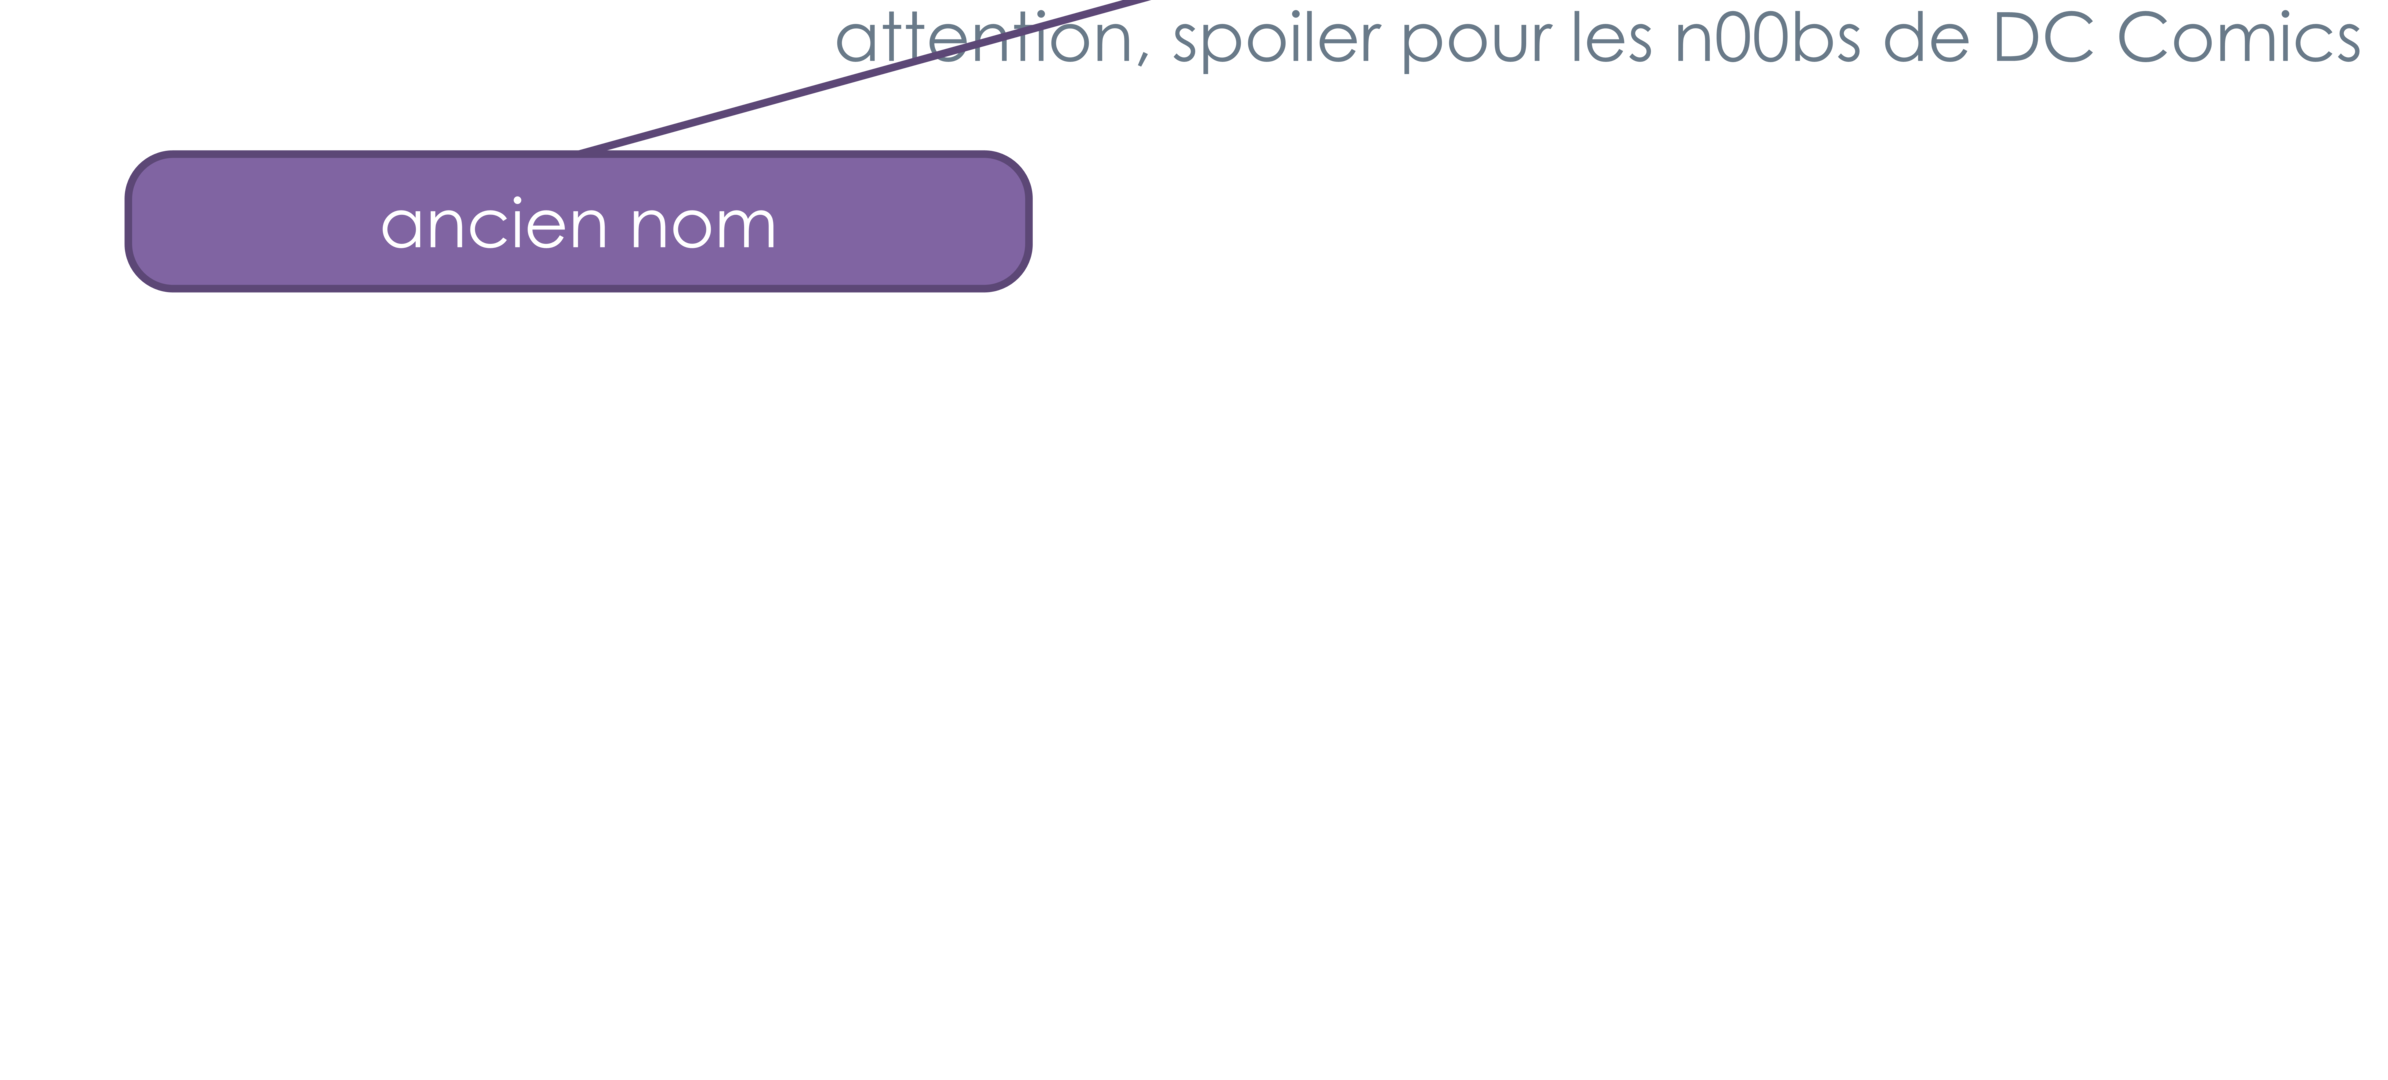 attention, spoiler pour les n00bs de DC Comics
ancien nom